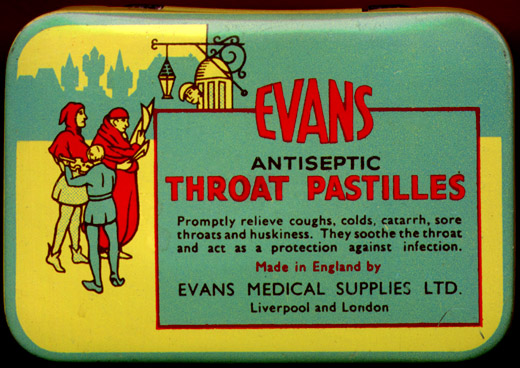 EVANS
ANTISEPTIC
THROAT PASTILLES
Promptly relieve coughs, colds, catarrh, sore
throats and huskiness. They soothe the throat
and act as a protection against infection.
Made in England by
EVANS MEDICAL SUPPLIES LTD.
Liverpool and London